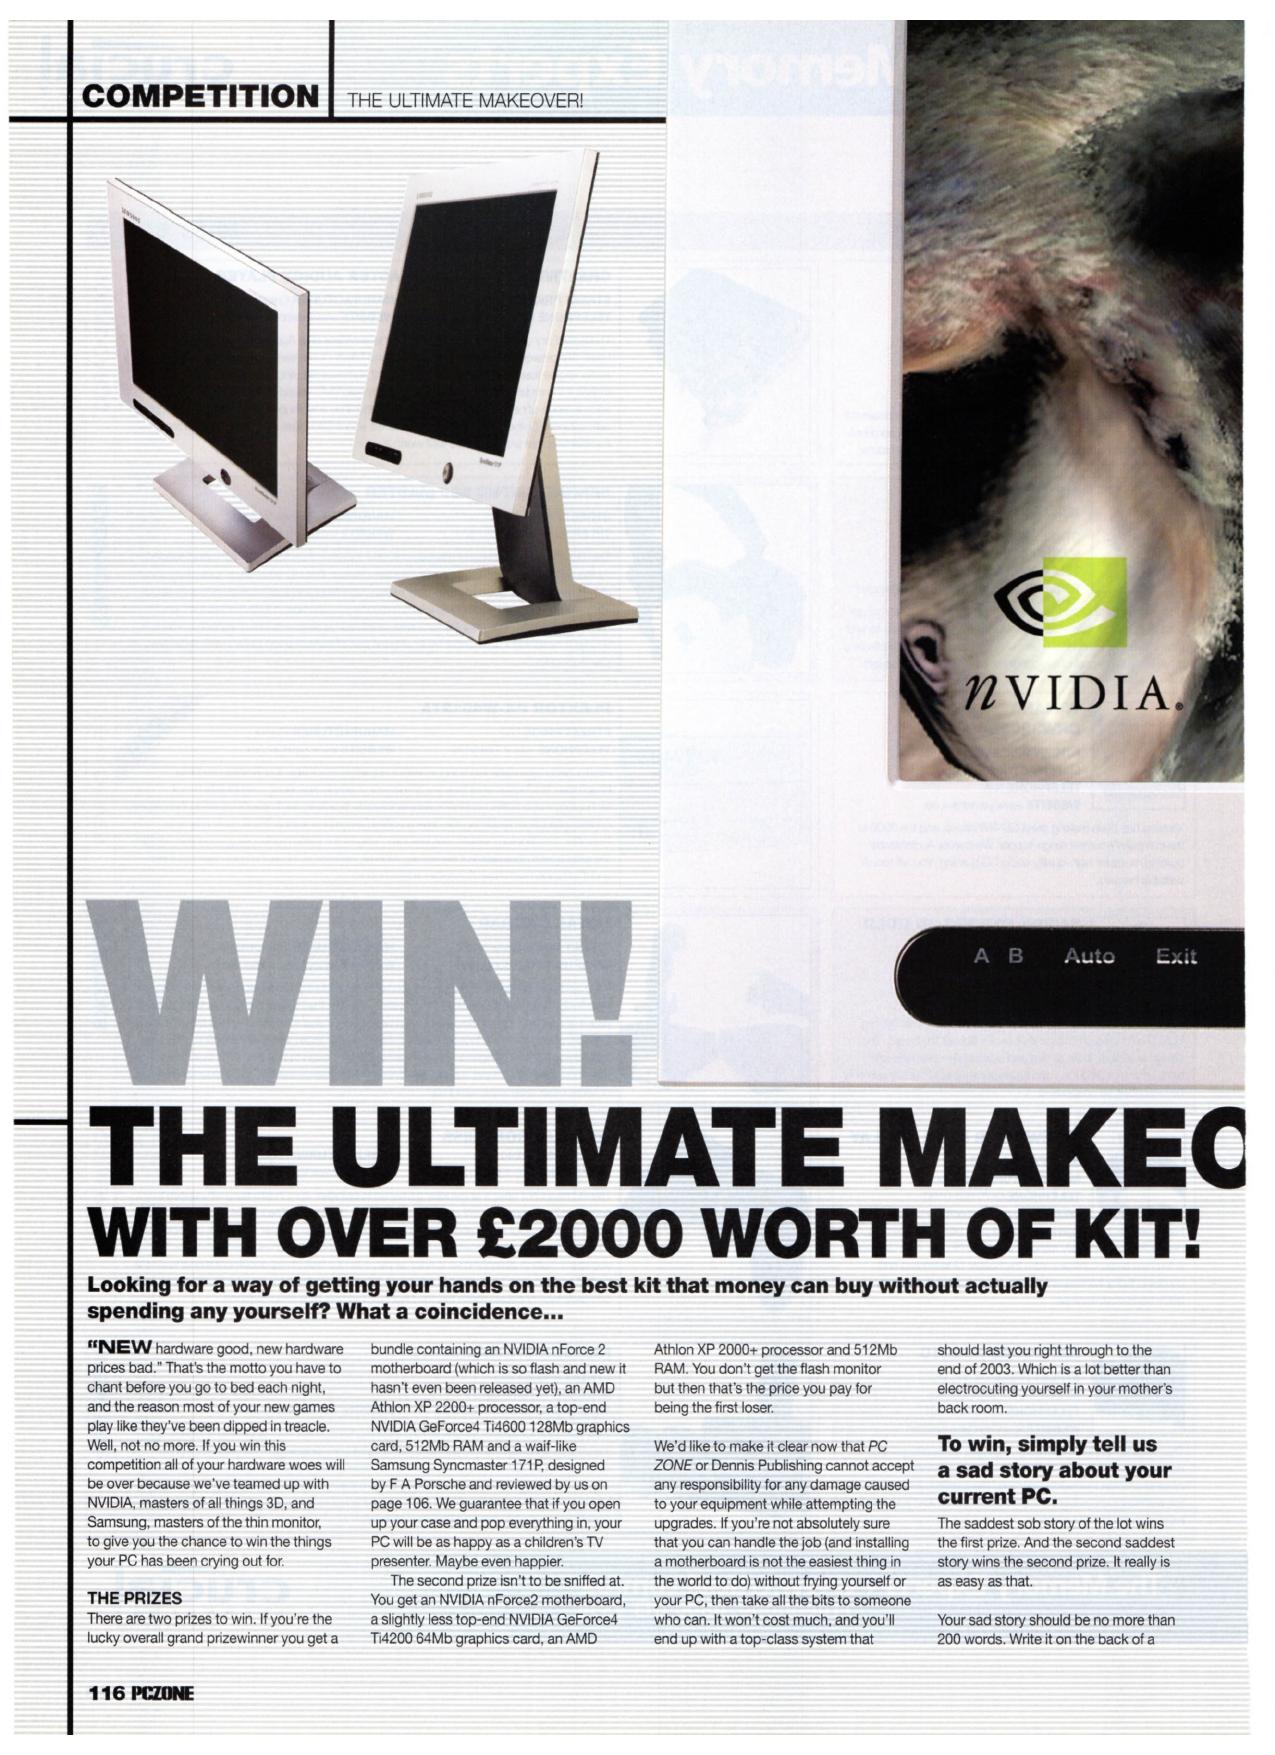 COMPETITION
THE ULTIMATE MAKEOVER!
SAMSUNG
nVIDIA.
A B Auto Exit
WIN!
THE ULTIMATE MAKEO
WITH OVER £2000 WORTH OF KIT!
Looking for a way of getting your hands on the best kit that money can buy without actually
spending any yourself? What a coincidence...
"NEW hardware good, new hardware
prices bad." That's the motto you have to
chant before you go to bed each night,
and the reason most of your new games
play like they've been dipped in treacle.
Well, not no more. If you win this
competition all of your hardware woes will
be over because we've teamed up with
NVIDIA, masters of all things 3D, and
Samsung, masters of the thin monitor,
to give you the chance to win the things
your PC has been crying out for.
THE PRIZES
There are two prizes to win. If you're the
lucky overall grand prizewinner you get a
bundle containing an NVIDIA nForce 2
motherboard (which is so flash and new it
hasn't even been released yet), an AMD
Athlon XP 2200+ processor, a top-end
NVIDIA GeForce4 Ti4600 128Mb graphics
card, 512Mb RAM and a waif-like
Samsung Syncmaster 171P, designed
by F A Porsche and reviewed by us on
page 106. We guarantee that if you open
up your case and pop everything in, your
PC will be as happy as a children's TV
presenter. Maybe even happier.
The second prize isn't to be sniffed at.
You get an NVIDIA nForce2 motherboard,
a slightly less top-end NVIDIA GeForce4
Ti4200 64Mb graphics card, an AMD
Athlon XP 2000+ processor and 512Mb
RAM. You don't get the flash monitor
but then that's the price you pay for
being the first loser.
We'd like to make it clear now that PC
ZONE or Dennis Publishing cannot accept
any responsibility for any damage caused
to your equipment while attempting the
upgrades. If you're not absolutely sure
that you can handle the job (and installing
a motherboard is not the easiest thing in
the world to do) without frying yourself or
your PC, then take all the bits to someone
who can. It won't cost much, and you'll
end up with a top-class system that
should last you right through to the
end of 2003. Which is a lot better than
electrocuting yourself in your mother's
back room.
To win, simply tell us
a sad story about your
current PC.
The saddest sob story of the lot wins
the first prize. And the second saddest
story wins the second prize. It really is
as easy as that.
Your sad story should be no more than
200 words. Write it on the back of a
116 PCZONE